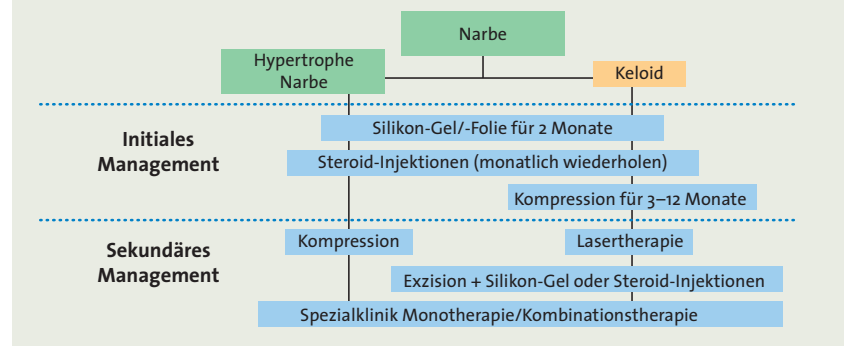 Narbe
Hypertrophe
Narbe
Keloid
Initiales
Management
Silikon-Gel/-Folie für 2 Monate
Steroid-Injektionen (monatlich wiederholen)
Kompression für 3–12 Monate
Sekundäres
Management
Kompression
Lasertherapie
Exzision + Silikon-Gel oder Steroid-Injektionen
Spezialklinik Monotherapie/Kombinationstherapie